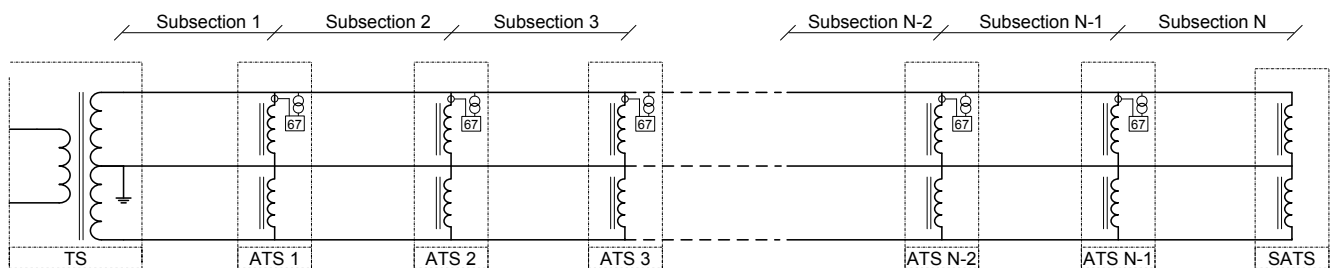 Subsection 1 Subsection 2 Subsection 3 Subsection N-2 Subsection N-1 Subsection N
67 67 67 67 67
TS ATS 1 ATS 2 ATS 3 ATS N-2 ATS N-1 SATS